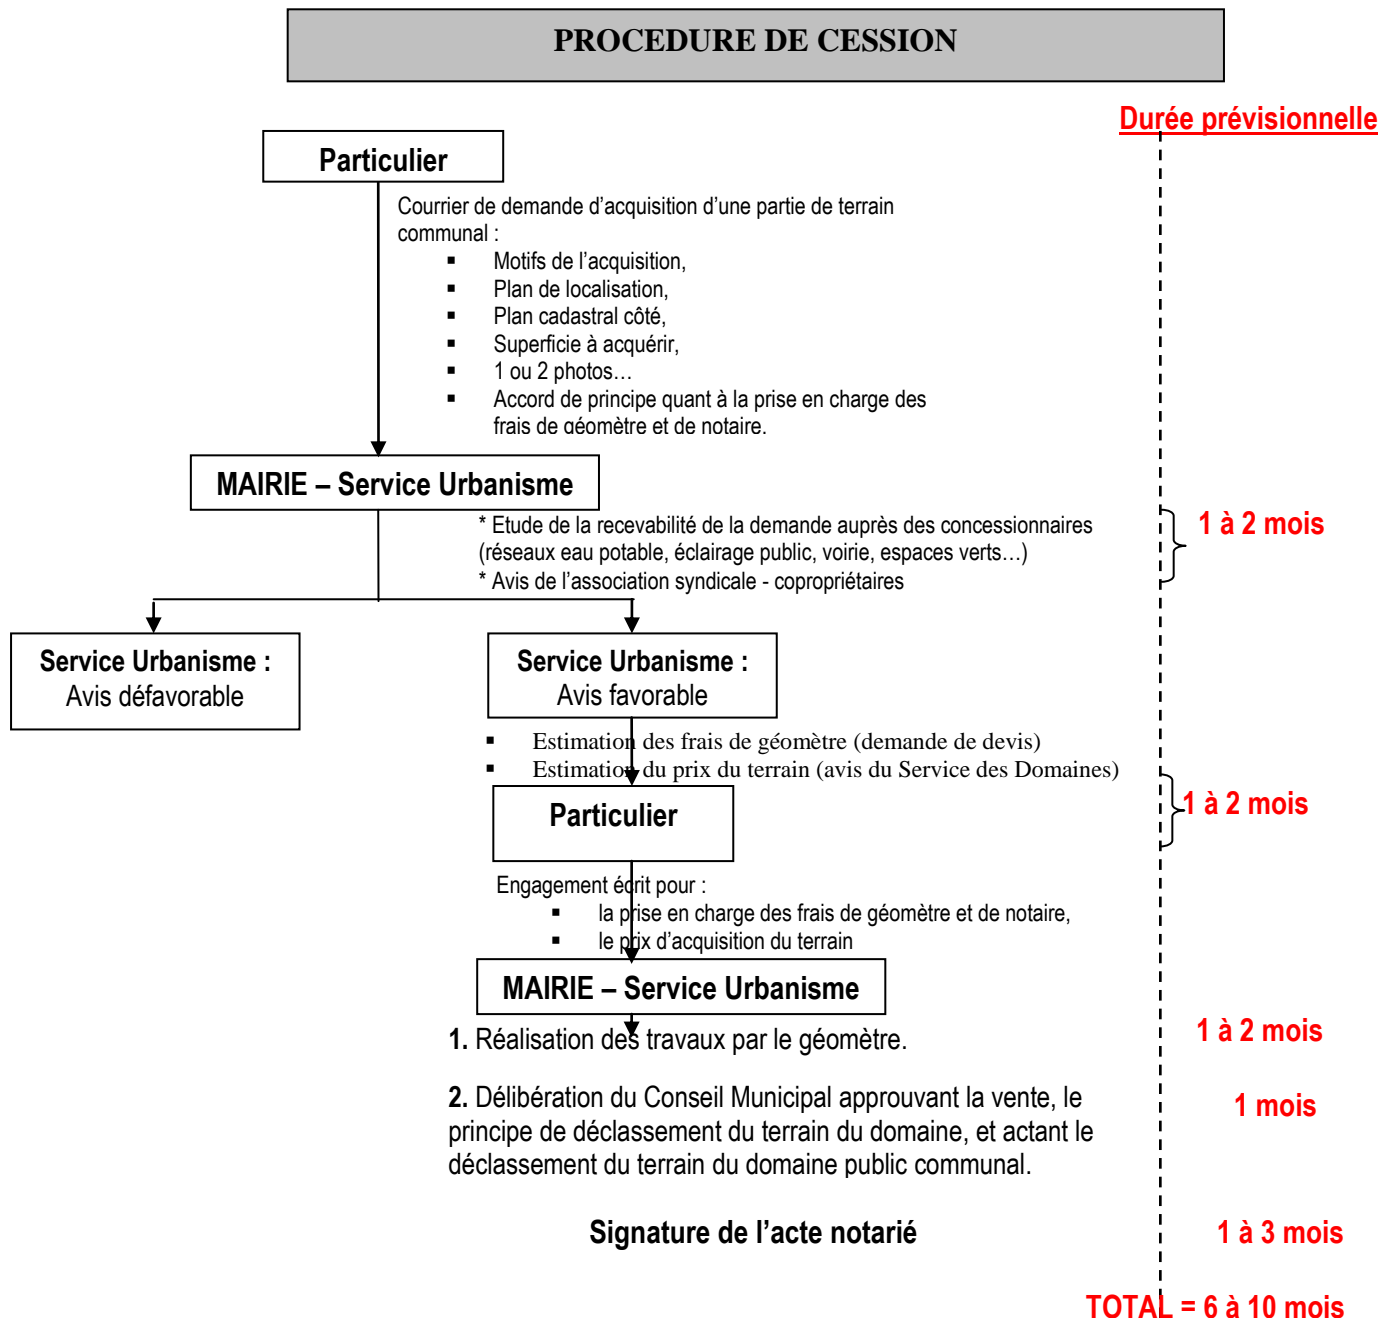 PROCEDURE DE CESSION
Durée prévisionnelle
Particulier
Courrier de demande d’acquisition d’une partie de terrain
communal :
▪ Motifs de l’acquisition,
▪ Plan de localisation,
▪ Plan cadastral côté,
▪ Superficie à acquérir,
▪ 1 ou 2 photos…
▪ Accord de principe quant à la prise en charge des
frais de géomètre et de notaire.
MAIRIE – Service Urbanisme
* Etude de la recevabilité de la demande auprès des concessionnaires
(réseaux eau potable, éclairage public, voirie, espaces verts…)
* Avis de l’association syndicale - copropriétaires
1 à 2 mois
Service Urbanisme :
Avis défavorable
Service Urbanisme :
Avis favorable
▪ Estimation des frais de géomètre (demande de devis)
▪ Estimation du prix du terrain (avis du Service des Domaines)
1 à 2 mois
Particulier
Engagement écrit pour :
▪ la prise en charge des frais de géomètre et de notaire,
▪ le prix d’acquisition du terrain
MAIRIE – Service Urbanisme
1. Réalisation des travaux par le géomètre.
1 à 2 mois
2. Délibération du Conseil Municipal approuvant la vente, le
principe de déclassement du terrain du domaine, et actant le
déclassement du terrain du domaine public communal.
1 mois
Signature de l’acte notarié
1 à 3 mois
TOTAL = 6 à 10 mois